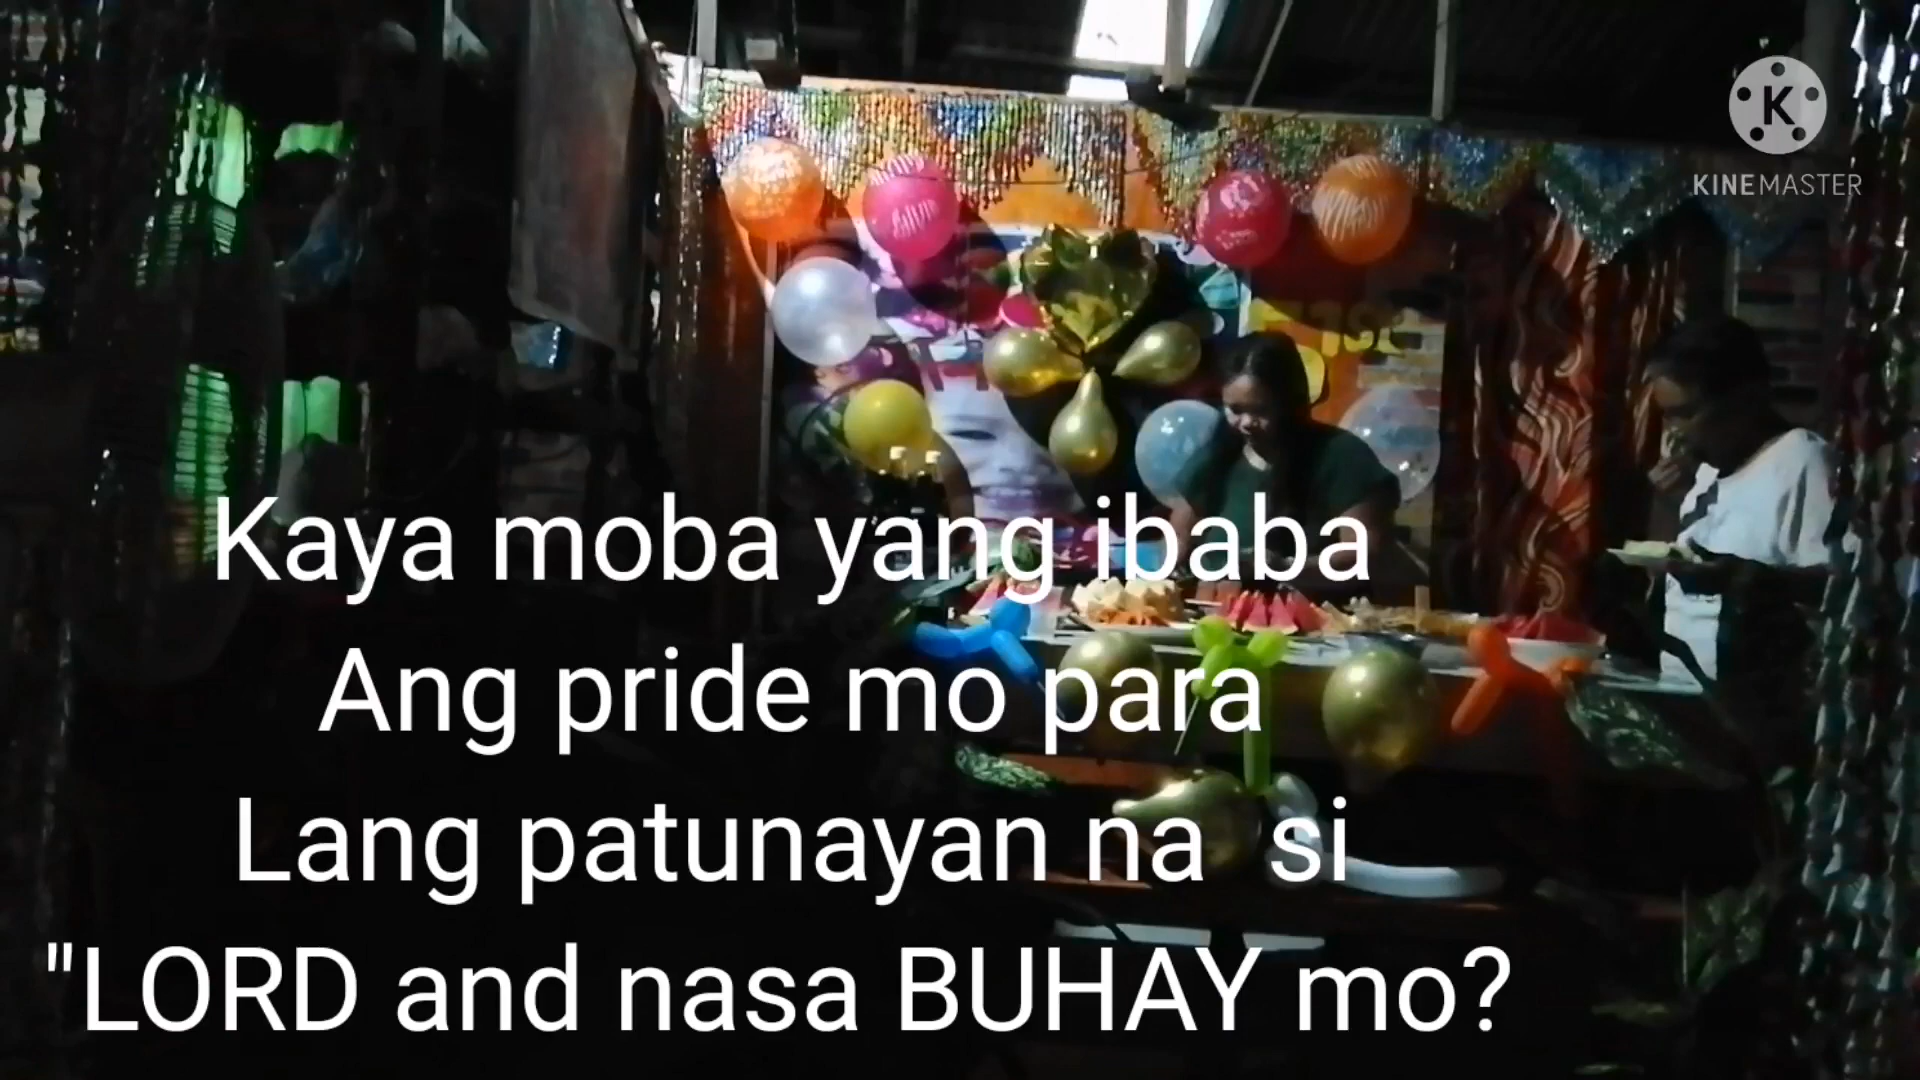 KINEMASTER
Kaya moba yang ibaba
Ang pride mo para
Lang patunayan na si
"LORD and nasa BUHAY mo?